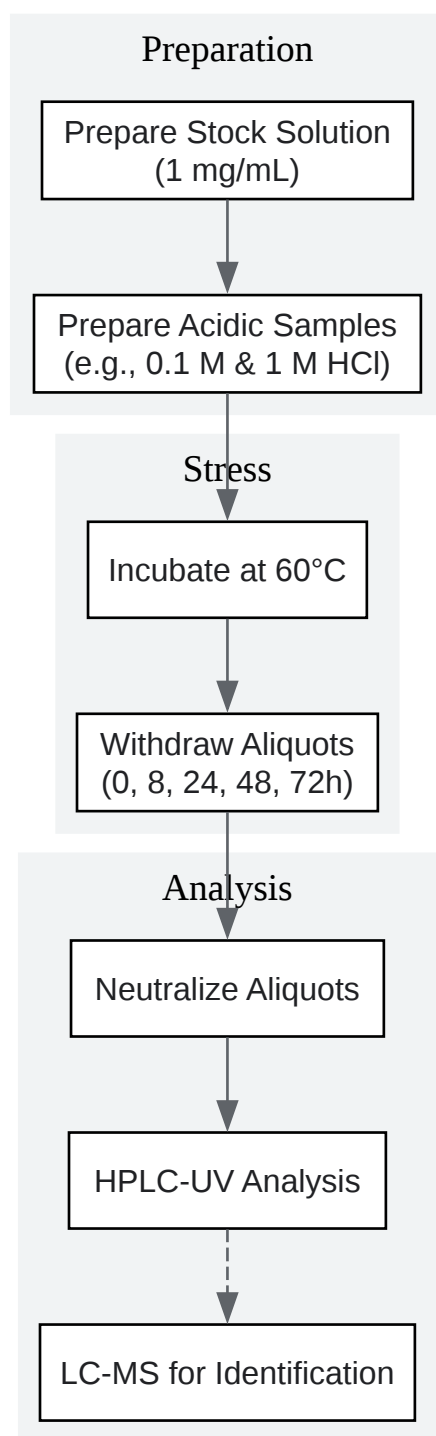 Preparation
Prepare Stock Solution
(1 mg/mL)
Prepare Acidic Samples
(e.g., 0.1 M & 1 M HCl)
Stress
Incubate at 60°C
Withdraw Aliquots
(0, 8, 24, 48, 72h)
Analysis
Neutralize Aliquots
HPLC-UV Analysis
LC-MS for Identification